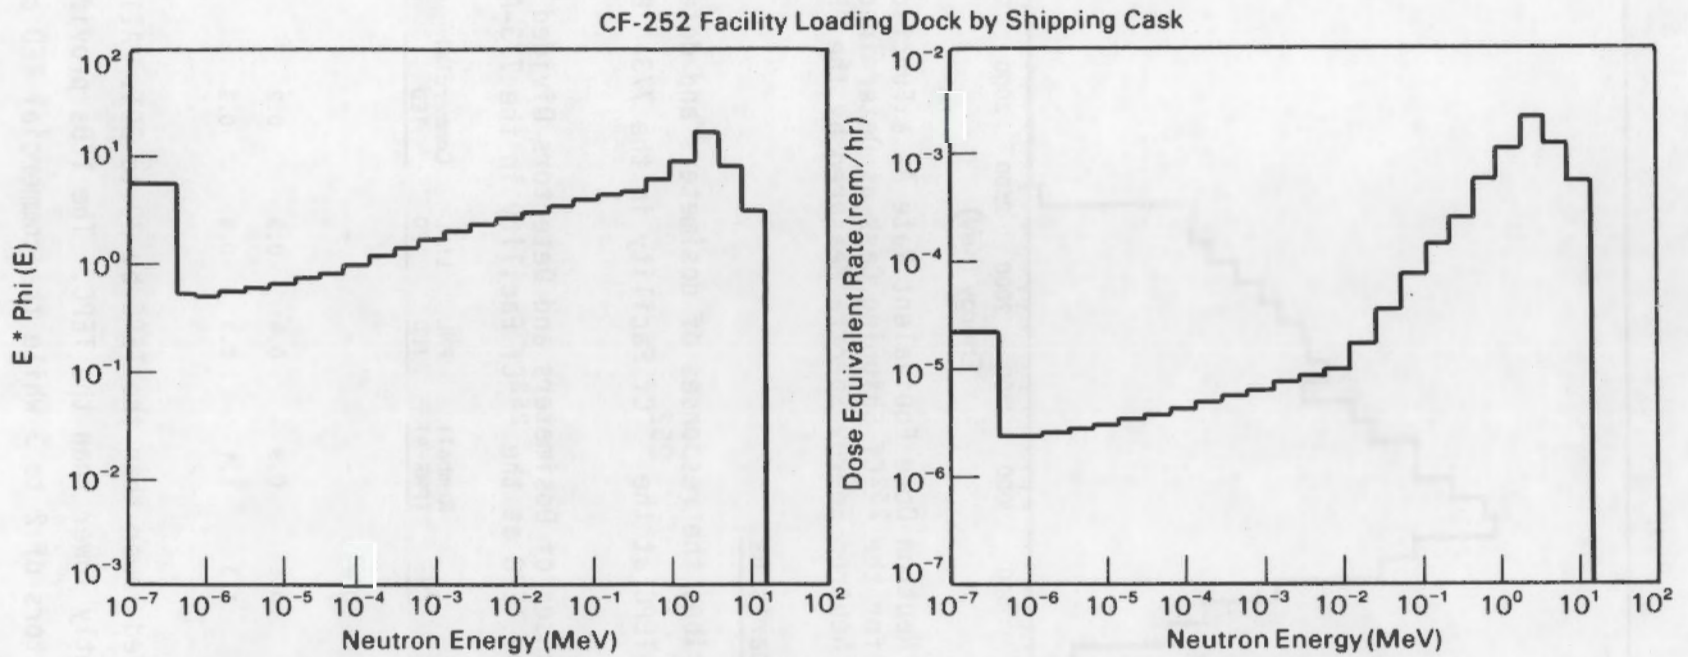 CF-252 Facility Loading Dock by Shipping Cask
E * Phi (E)
10²
10¹
10⁰
10⁻¹
10⁻²
10⁻³
10⁻⁷ 10⁻⁶ 10⁻⁵ 10⁻⁴ 10⁻³ 10⁻² 10⁻¹ 10⁰ 10¹ 10²
Neutron Energy (MeV)
Dose Equivalent Rate (rem/hr)
10⁻²
10⁻³
10⁻⁴
10⁻⁵
10⁻⁶
10⁻⁷
10⁻⁷ 10⁻⁶ 10⁻⁵ 10⁻⁴ 10⁻³ 10⁻² 10⁻¹ 10⁰ 10¹ 10²
Neutron Energy (MeV)